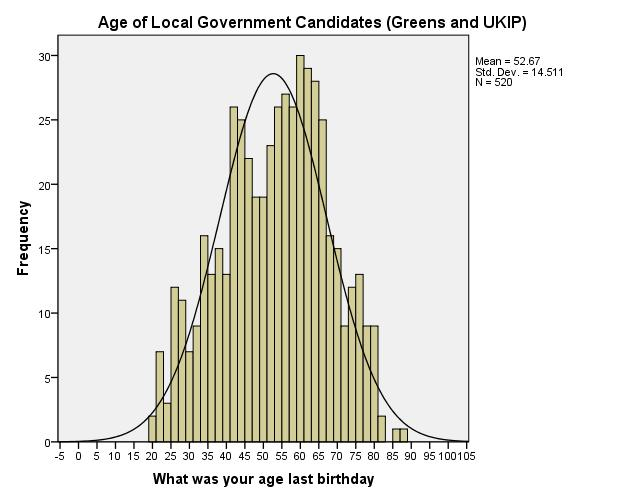 Age of Local Government Candidates (Greens and UKIP)
Mean = 52.67
Std. Dev. = 14.511
N = 520
30
25
20
15
10
5
0
Frequency
-5 0 5 10 15 20 25 30 35 40 45 50 55 60 65 70 75 80 85 90 95 100 105
What was your age last birthday